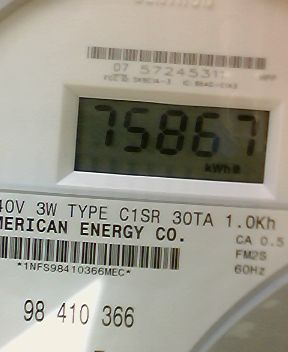 07 5724531
75867
kWh
40V 3W TYPE C1SR 30TA 1.0Kh
MERICAN ENERGY CO.
CA 0.5
*1NFS98410366MEC*
FM2S
60Hz
98 410 366